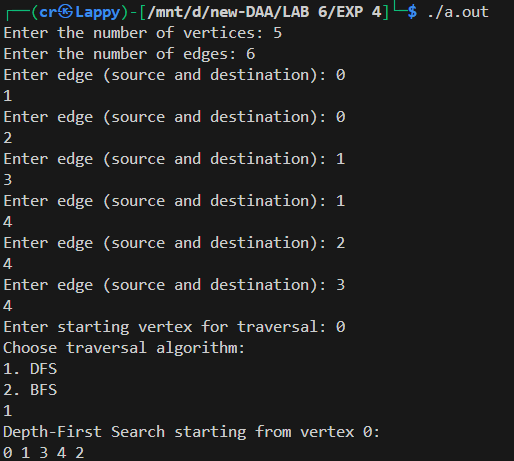 ┌──(cr㉿Lappy)-[/mnt/d/new-DAA/LAB 6/EXP 4]└─$ ./a.out
Enter the number of vertices: 5
Enter the number of edges: 6
Enter edge (source and destination): 0
1
Enter edge (source and destination): 0
2
Enter edge (source and destination): 1
3
Enter edge (source and destination): 1
4
Enter edge (source and destination): 2
4
Enter edge (source and destination): 3
4
Enter starting vertex for traversal: 0
Choose traversal algorithm:
1. DFS
2. BFS
1
Depth-First Search starting from vertex 0:
0 1 3 4 2